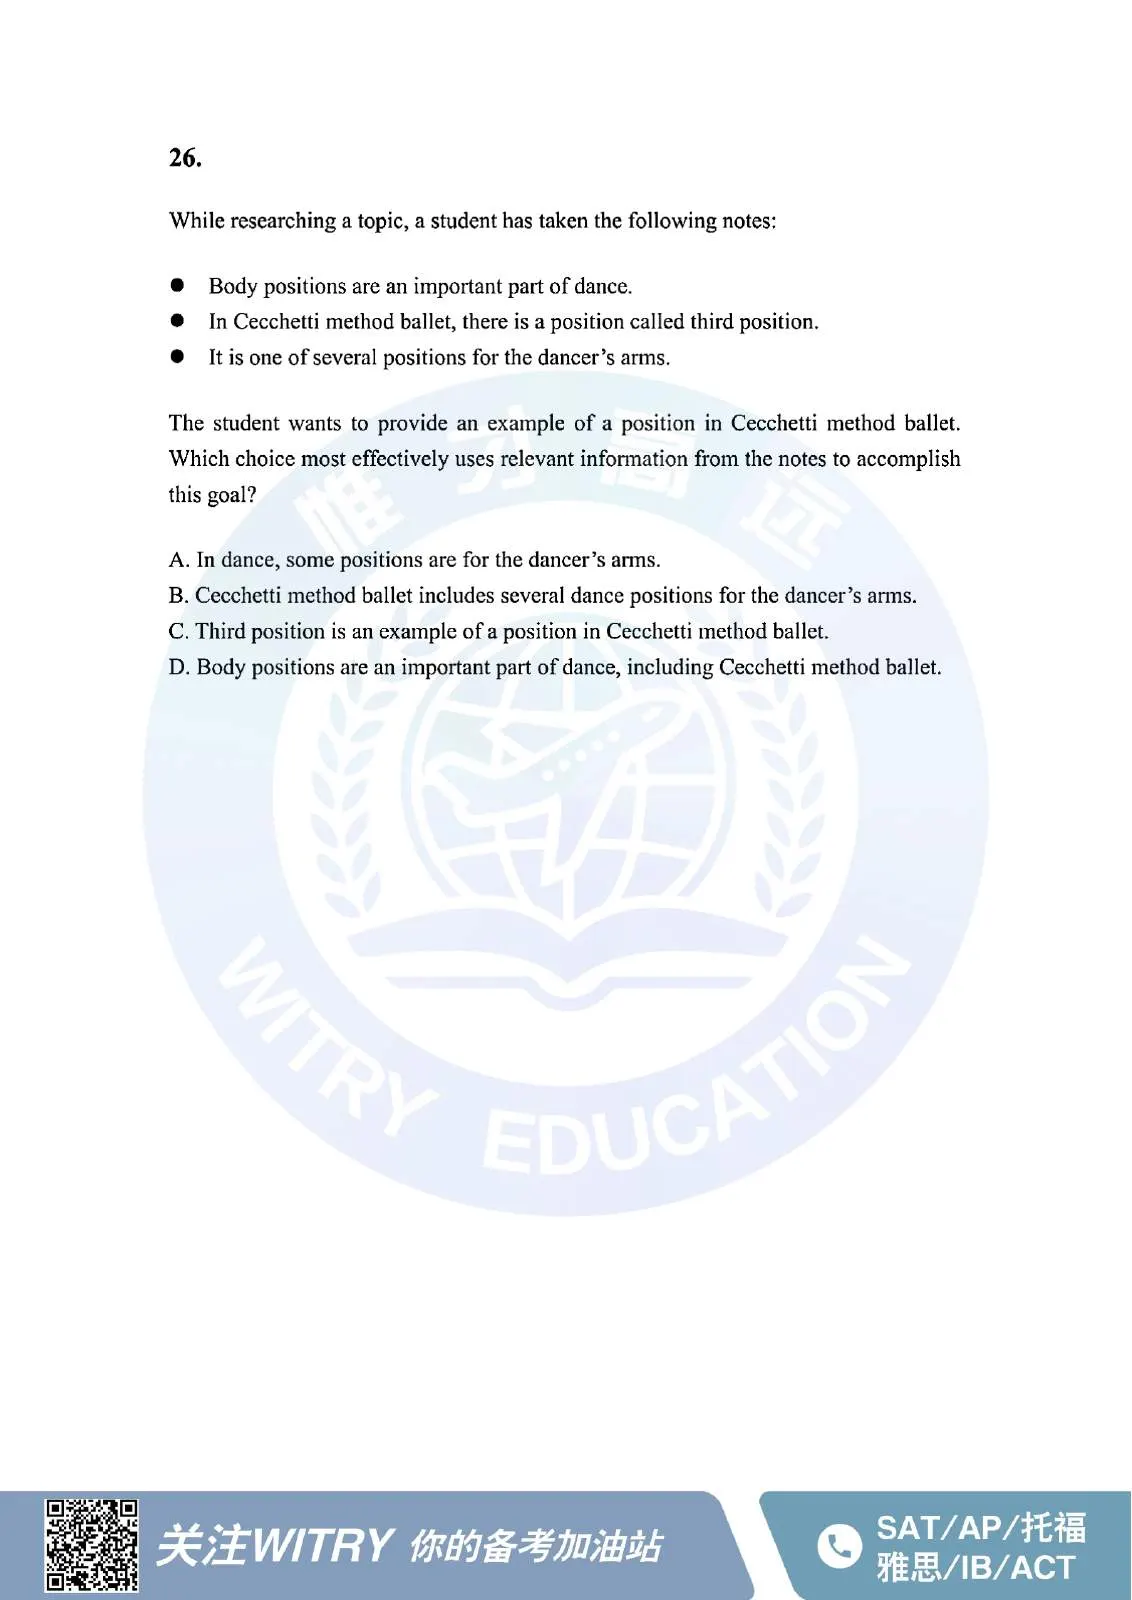 26.
While researching a topic, a student has taken the following notes:
● Body positions are an important part of dance.
● In Cecchetti method ballet, there is a position called third position.
● It is one of several positions for the dancer's arms.
The student wants to provide an example of a position in Cecchetti method ballet.
Which choice most effectively uses relevant information from the notes to accomplish
this goal?
A. In dance, some positions are for the dancer's arms.
B. Cecchetti method ballet includes several dance positions for the dancer's arms.
C. Third position is an example of a position in Cecchetti method ballet.
D. Body positions are an important part of dance, including Cecchetti method ballet.
惟才高远
WITRY EDUCATION
关注WITRY 你的备考加油站
SAT/AP/托福
雅思/IB/ACT